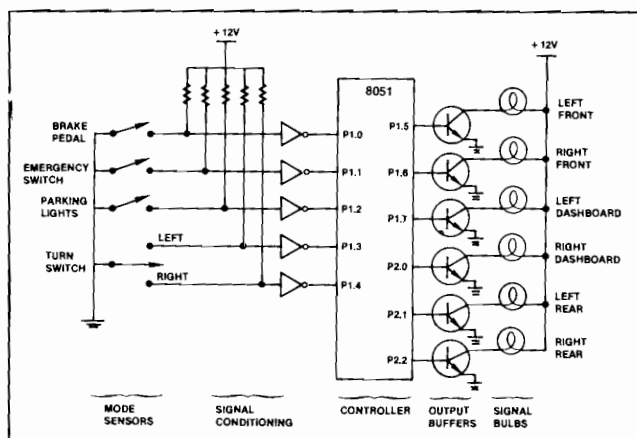 + 12V
+ 12V
8051
BRAKE
PEDAL
EMERGENCY
SWITCH
PARKING
LIGHTS
LEFT
TURN
SWITCH
RIGHT
P1.0
P1.1
P1.2
P1.3
P1.4
P1.5
P1.6
P1.7
P2.0
P2.1
P2.2
LEFT
FRONT
RIGHT
FRONT
LEFT
DASHBOARD
RIGHT
DASHBOARD
LEFT
REAR
RIGHT
REAR
MODE
SENSORS
SIGNAL
CONDITIONING
CONTROLLER
OUTPUT
BUFFERS
SIGNAL
BULBS